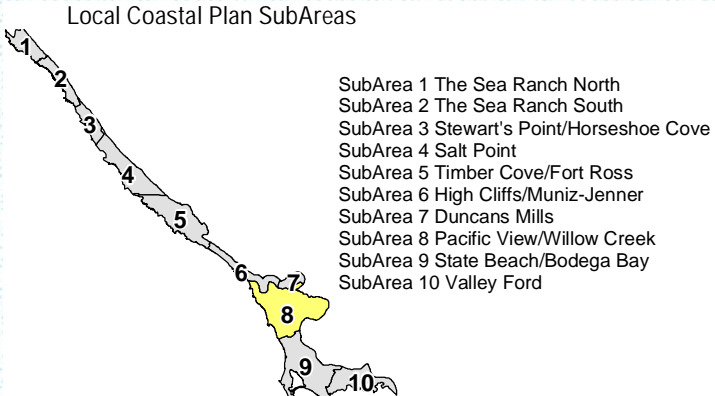 Local Coastal Plan SubAreas
1
2
3
4
5
6
7
8
9
10
SubArea 1 The Sea Ranch North
SubArea 2 The Sea Ranch South
SubArea 3 Stewart's Point/Horseshoe Cove
SubArea 4 Salt Point
SubArea 5 Timber Cove/Fort Ross
SubArea 6 High Cliffs/Muniz-Jenner
SubArea 7 Duncans Mills
SubArea 8 Pacific View/Willow Creek
SubArea 9 State Beach/Bodega Bay
SubArea 10 Valley Ford